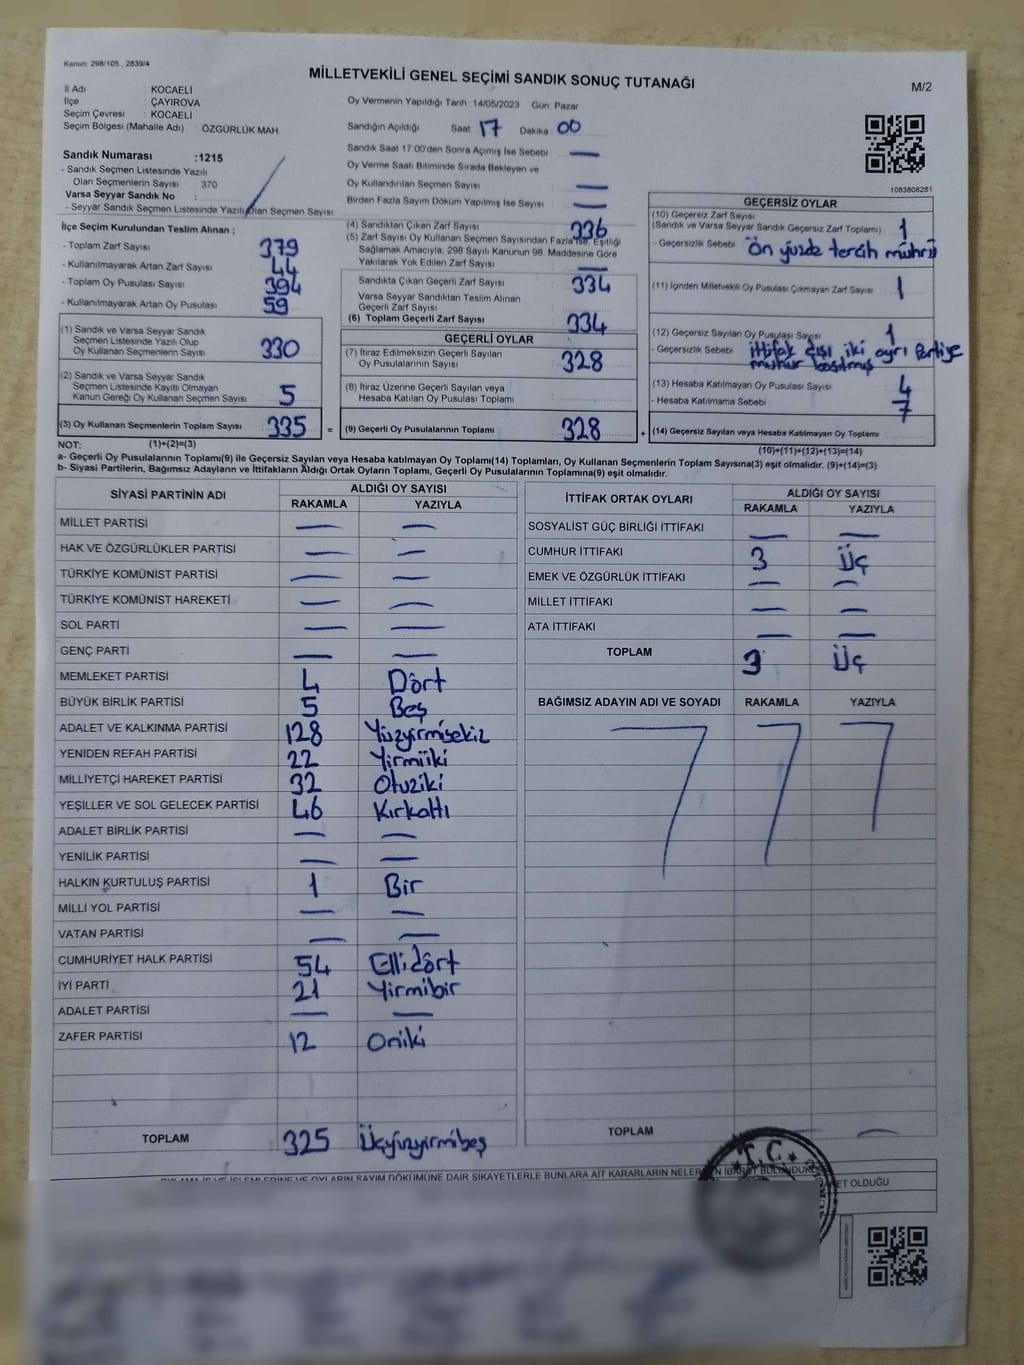 Kanun: 298/105 , 2839/4
MİLLETVEKİLİ GENEL SEÇİMİ SANDIK SONUÇ TUTANAĞI
M/2
İl Adı : KOCAELİ
İlçe : ÇAYIROVA
Seçim Çevresi : KOCAELİ
Seçim Bölgesi (Mahalle Adı) : ÖZGÜRLÜK MAH.
Sandık Numarası :1215
- Sandık Seçmen Listesinde Yazılı
Olan Seçmenlerin Sayısı 370
Varsa Seyyar Sandık No :
- Seyyar Sandık Seçmen Listesinde Yazılı Olan Seçmen Sayısı
Oy Vermenin Yapıldığı Tarih :14/05/2023 Gün: Pazar
Sandığın Açıldığı Saat: 17 Dakika 00
Sandık Saat 17:00'den Sonra Açılmış İse Sebebi —
Oy Verme Saati Bitiminde Sırada Bekleyen ve
Oy Kullandırılan Seçmen Sayısı —
Birden Fazla Sayım Döküm Yapılmış İse Sayısı —
1083808281
İlçe Seçim Kurulundan Teslim Alınan ;
- Toplam Zarf Sayısı 379
- Kullanılmayarak Artan Zarf Sayısı 44
- Toplam Oy Pusulası Sayısı 394
- Kullanılmayarak Artan Oy Pusulası 59
(1) Sandık ve Varsa Seyyar Sandık
Seçmen Listesinde Yazılı Olup
Oy Kullanan Seçmenlerin Sayısı 330
(2) Sandık ve Varsa Seyyar Sandık
Seçmen Listesinde Kayıtlı Olmayan
Kanun Gereği Oy Kullanan Seçmen Sayısı 5
(3) Oy Kullanan Seçmenlerin Toplam Sayısı 335 =
(4) Sandıktan Çıkan Zarf Sayısı 336
(5) Zarf Sayısı Oy Kullanan Seçmen Sayısından Fazla İse, Eşitliği
Sağlamak Amacıyla, 298 Sayılı Kanunun 98. Maddesine Göre
Yakılarak Yok Edilen Zarf Sayısı —
Sandıkta Çıkan Geçerli Zarf Sayısı 334
Varsa Seyyar Sandıktan Teslim Alınan
Geçerli Zarf Sayısı
(6) Toplam Geçerli Zarf Sayısı 334
GEÇERLİ OYLAR
(7) İtiraz Edilmeksizin Geçerli Sayılan
Oy Pusulalarının Sayısı 328
(8) İtiraz Üzerine Geçerli Sayılan veya
Hesaba Katılan Oy Pusulası Toplamı
(9) Geçerli Oy Pusulalarının Toplamı 328 +
GEÇERSİZ OYLAR
(10) Geçersiz Zarf Sayısı
(Sandık ve Varsa Seyyar Sandık Geçersiz Zarf Toplamı) 1
- Geçersizlik Sebebi Ön yüzde tercih mührü
(11) İçinden Milletvekili Oy Pusulası Çıkmayan Zarf Sayısı 1
(12) Geçersiz Sayılan Oy Pusulası Sayısı 1
- Geçersizlik Sebebi ittifak dışı iki ayrı Partiye
mühür basılmış
(13) Hesaba Katılmayan Oy Pusulası Sayısı 4
- Hesaba Katılmama Sebebi 7
(14) Geçersiz Sayılan veya Hesaba Katılmayan Oy Toplamı
NOT: (1)+(2)=(3)
(10)+(11)+(12)+(13)=(14)
a- Geçerli Oy Pusulalarının Toplamı(9) ile Geçersiz Sayılan veya Hesaba katılmayan Oy Toplamı(14) Toplamları, Oy Kullanan Seçmenlerin Toplam Sayısına(3) eşit olmalıdır. (9)+(14)=(3)
b- Siyasi Partilerin, Bağımsız Adayların ve İttifakların Aldığı Ortak Oyların Toplamı, Geçerli Oy Pusulalarının Toplamına(9) eşit olmalıdır.
SİYASİ PARTİNİN ADI ALDIĞI OY SAYISI
RAKAMLA YAZIYLA
MİLLET PARTİSİ — —
HAK VE ÖZGÜRLÜKLER PARTİSİ — —
TÜRKİYE KOMÜNİST PARTİSİ — —
TÜRKİYE KOMÜNİST HAREKETİ — —
SOL PARTİ — —
GENÇ PARTİ — —
MEMLEKET PARTİSİ 4 Dört
BÜYÜK BİRLİK PARTİSİ 5 Beş
ADALET VE KALKINMA PARTİSİ 128 Yüzyirmisekiz
YENİDEN REFAH PARTİSİ 22 Yirmiiki
MİLLİYETÇİ HAREKET PARTİSİ 32 Otuziki
YEŞİLLER VE SOL GELECEK PARTİSİ 46 Kırkaltı
ADALET BİRLİK PARTİSİ — —
YENİLİK PARTİSİ — —
HALKIN KURTULUŞ PARTİSİ 1 Bir
MİLLİ YOL PARTİSİ — —
VATAN PARTİSİ — —
CUMHURİYET HALK PARTİSİ 54 Ellidört
İYİ PARTİ 21 Yirmibir
ADALET PARTİSİ — —
ZAFER PARTİSİ 12 Oniki
TOPLAM 325 Üçyüzyirmibeş
İTTİFAK ORTAK OYLARI ALDIĞI OY SAYISI
RAKAMLA YAZIYLA
SOSYALİST GÜÇ BİRLİĞİ İTTİFAKI — —
CUMHUR İTTİFAKI 3 Üç
EMEK VE ÖZGÜRLÜK İTTİFAKI — —
MİLLET İTTİFAKI — —
ATA İTTİFAKI — —
TOPLAM 3 Üç
BAĞIMSIZ ADAYIN ADI VE SOYADI RAKAMLA YAZIYLA
TOPLAM — —
T.C.
OYLAMA İŞ VE İŞLEMLERİNE VE OYLARIN SAYIM DÖKÜMÜNE DAİR ŞİKAYETLERLE BUNLARA AİT KARARLARIN NELERDEN İBARET BULUNDUĞU
ET OLDUĞU